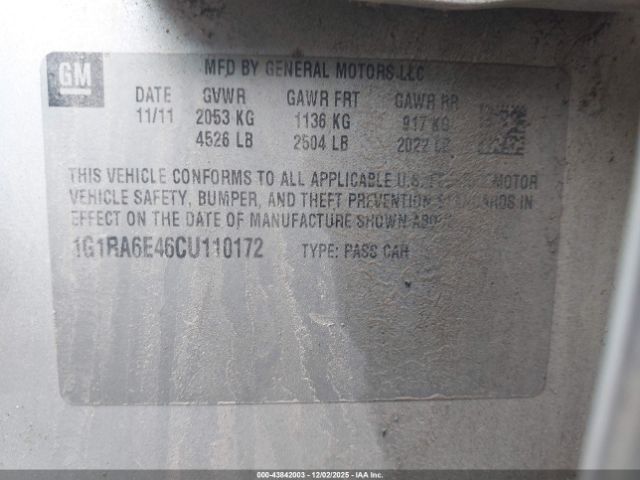 GM
MFD BY GENERAL MOTORS LLC
DATE GVWR GAWR FRT GAWR RR
11/11 2053 KG 1136 KG 917 KG
4526 LB 2504 LB 2022 LB
THIS VEHICLE CONFORMS TO ALL APPLICABLE U.S. MOTOR
VEHICLE SAFETY, BUMPER, AND THEFT PREVENTION STANDARDS IN
EFFECT ON THE DATE OF MANUFACTURE SHOWN ABOVE
1G1RA6E46CU110172 TYPE: PASS CAR
000-43842003 - 12/02/2025 - IAA Inc.